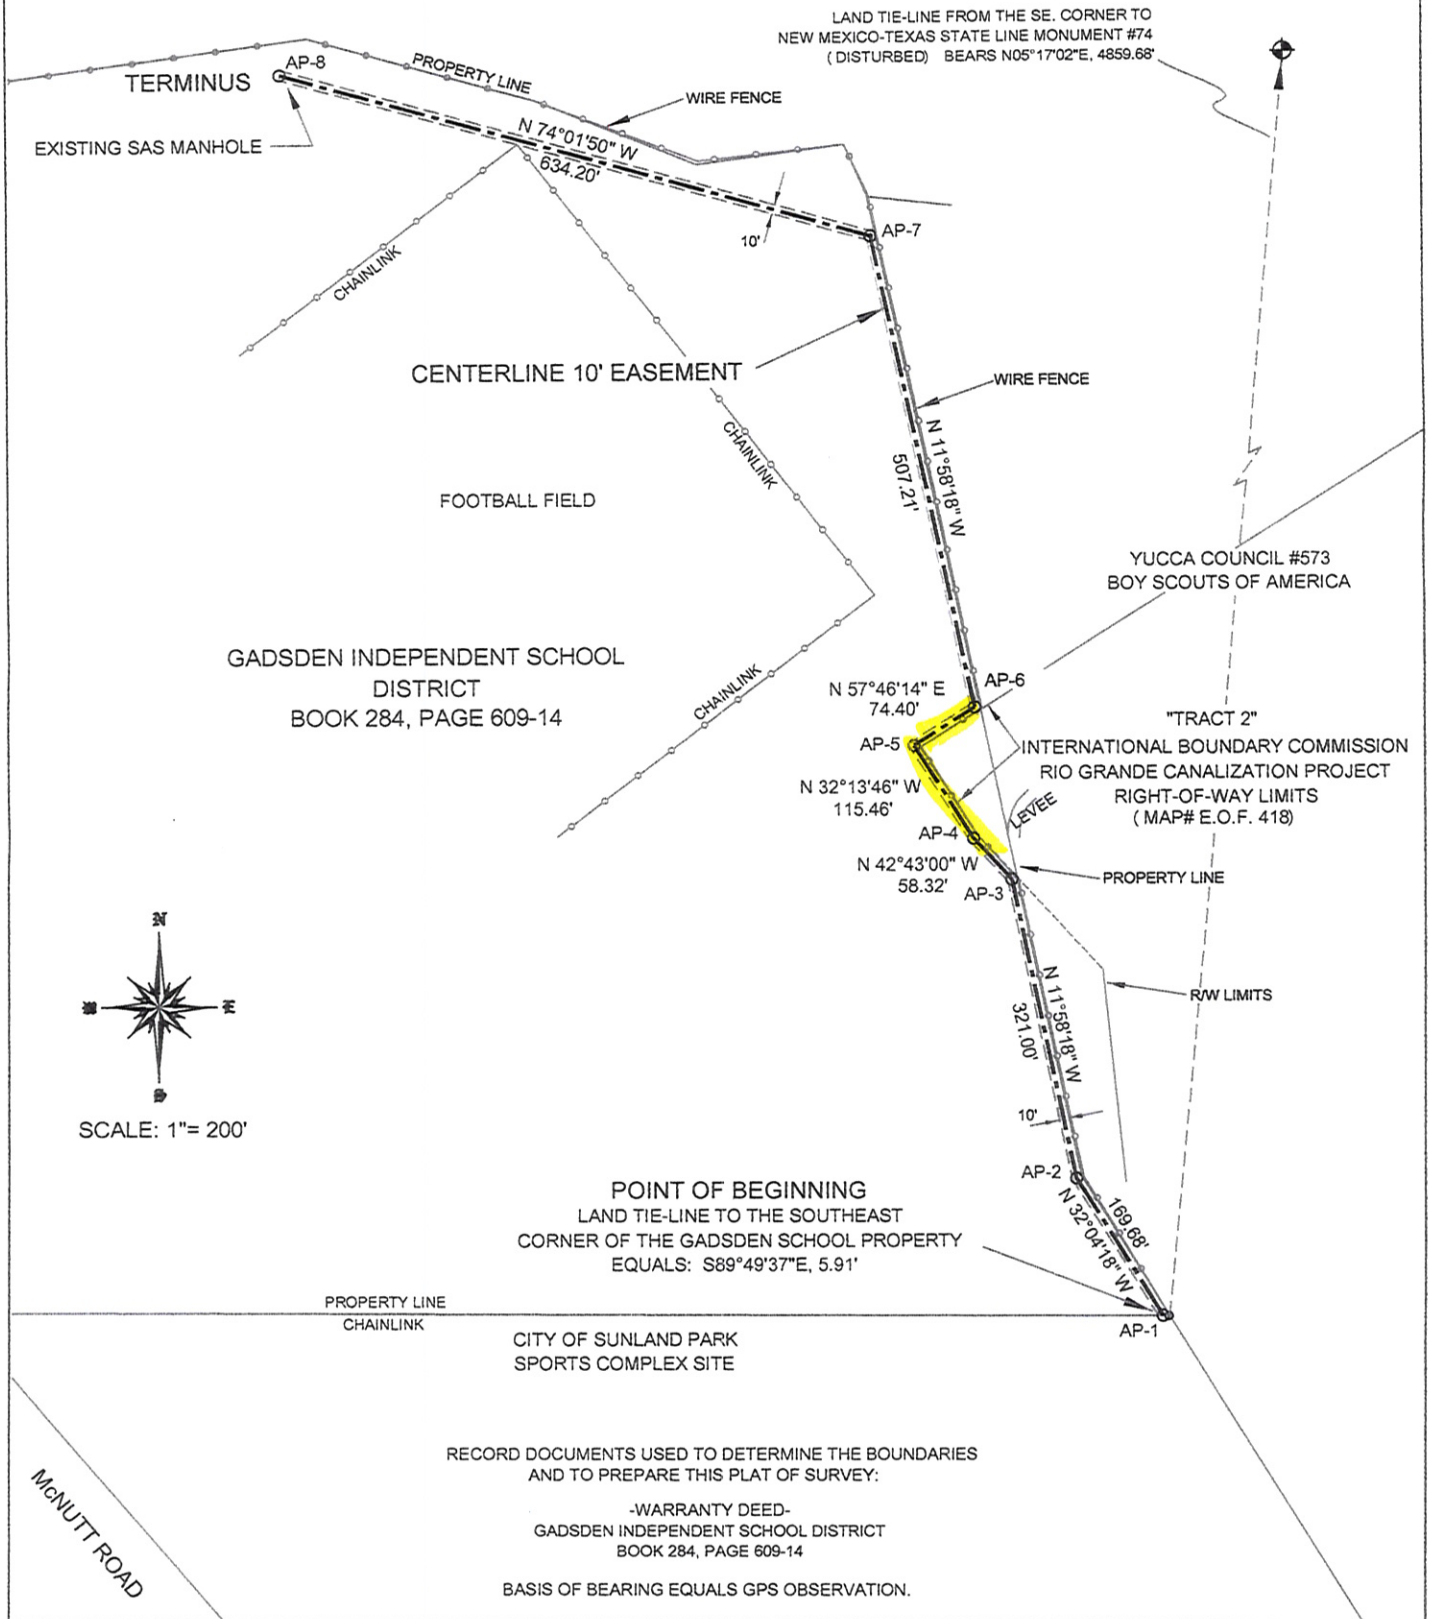 LAND TIE-LINE FROM THE SE. CORNER TO
NEW MEXICO-TEXAS STATE LINE MONUMENT #74
( DISTURBED) BEARS N05°17'02"E, 4859.68'
TERMINUS
AP-8
PROPERTY LINE
WIRE FENCE
EXISTING SAS MANHOLE
N 74°01'50" W
634.20'
10'
AP-7
CHAINLINK
CENTERLINE 10' EASEMENT
WIRE FENCE
CHAINLINK
N 11°58'18" W
507.21'
FOOTBALL FIELD
YUCCA COUNCIL #573
BOY SCOUTS OF AMERICA
GADSDEN INDEPENDENT SCHOOL
DISTRICT
BOOK 284, PAGE 609-14
CHAINLINK
N 57°46'14" E
74.40'
AP-6
AP-5
"TRACT 2"
INTERNATIONAL BOUNDARY COMMISSION
RIO GRANDE CANALIZATION PROJECT
RIGHT-OF-WAY LIMITS
( MAP# E.O.F. 418)
N 32°13'46" W
115.46'
LEVEE
AP-4
N 42°43'00" W
58.32'
AP-3
PROPERTY LINE
N
S
N 11°58'18" W
321.00'
R/W LIMITS
SCALE: 1"= 200'
10'
AP-2
169.68'
N 32°04'18" W
POINT OF BEGINNING
LAND TIE-LINE TO THE SOUTHEAST
CORNER OF THE GADSDEN SCHOOL PROPERTY
EQUALS: S89°49'37"E, 5.91'
PROPERTY LINE
CHAINLINK
AP-1
CITY OF SUNLAND PARK
SPORTS COMPLEX SITE
McNUTT ROAD
RECORD DOCUMENTS USED TO DETERMINE THE BOUNDARIES
AND TO PREPARE THIS PLAT OF SURVEY:
-WARRANTY DEED-
GADSDEN INDEPENDENT SCHOOL DISTRICT
BOOK 284, PAGE 609-14
BASIS OF BEARING EQUALS GPS OBSERVATION.